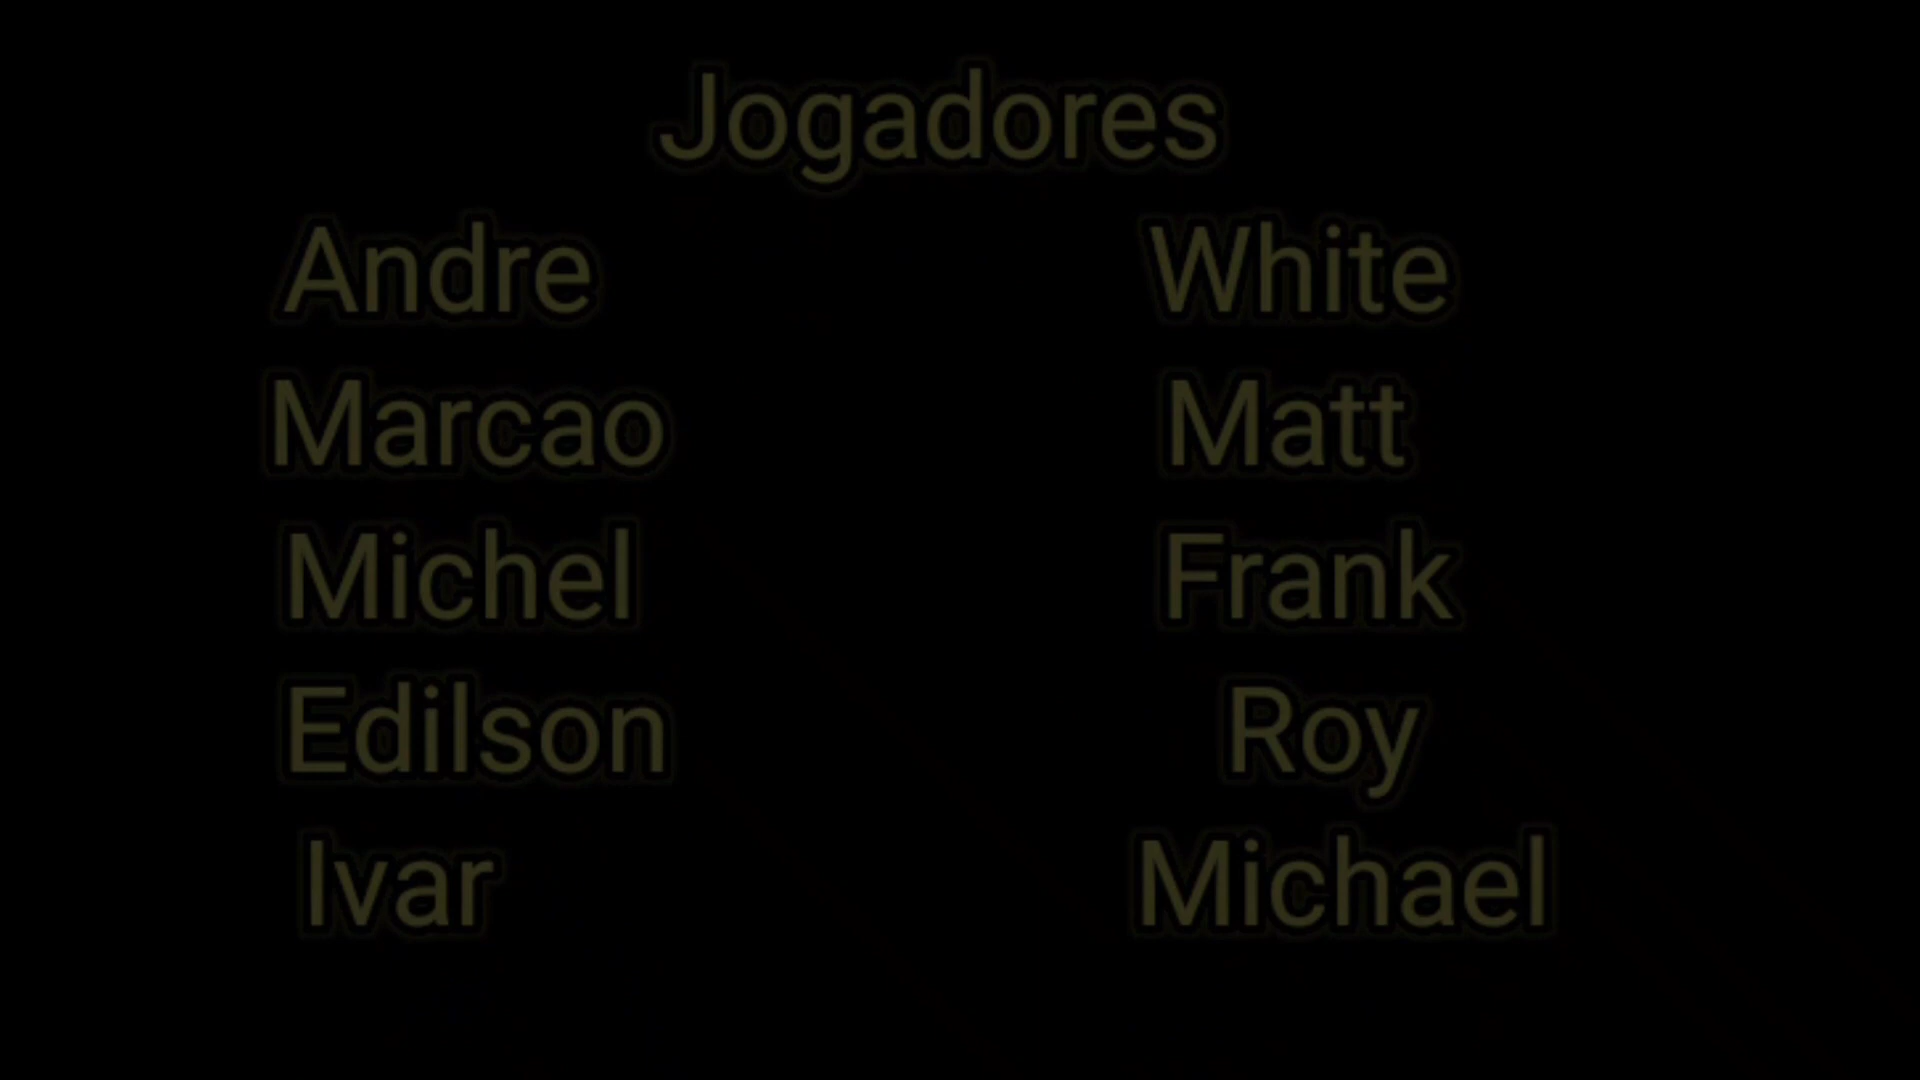 Jogadores
Andre White
Marcao Matt
Michel Frank
Edilson Roy
Ivar Michael